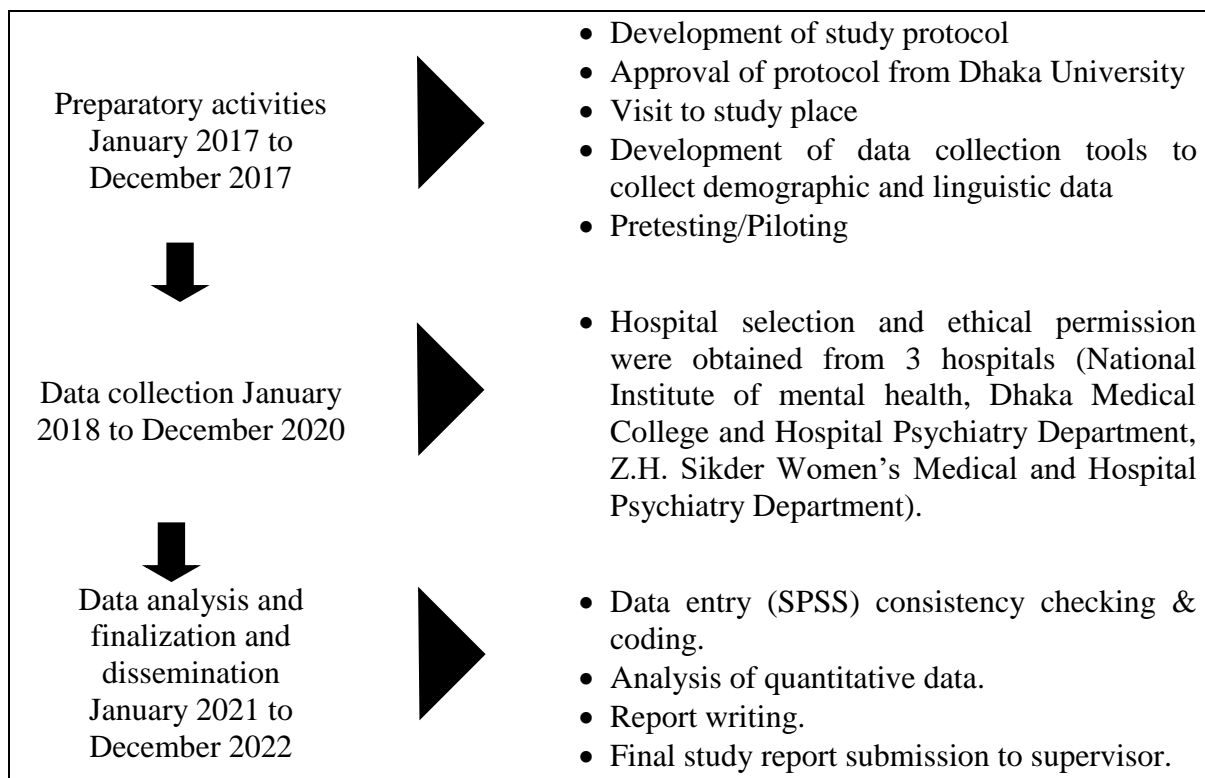 Preparatory activities
January 2017 to
December 2017
• Development of study protocol
• Approval of protocol from Dhaka University
• Visit to study place
• Development of data collection tools to
collect demographic and linguistic data
• Pretesting/Piloting
Data collection January
2018 to December 2020
• Hospital selection and ethical permission
were obtained from 3 hospitals (National
Institute of mental health, Dhaka Medical
College and Hospital Psychiatry Department,
Z.H. Sikder Women’s Medical and Hospital
Psychiatry Department).
Data analysis and
finalization and
dissemination
January 2021 to
December 2022
• Data entry (SPSS) consistency checking &
coding.
• Analysis of quantitative data.
• Report writing.
• Final study report submission to supervisor.